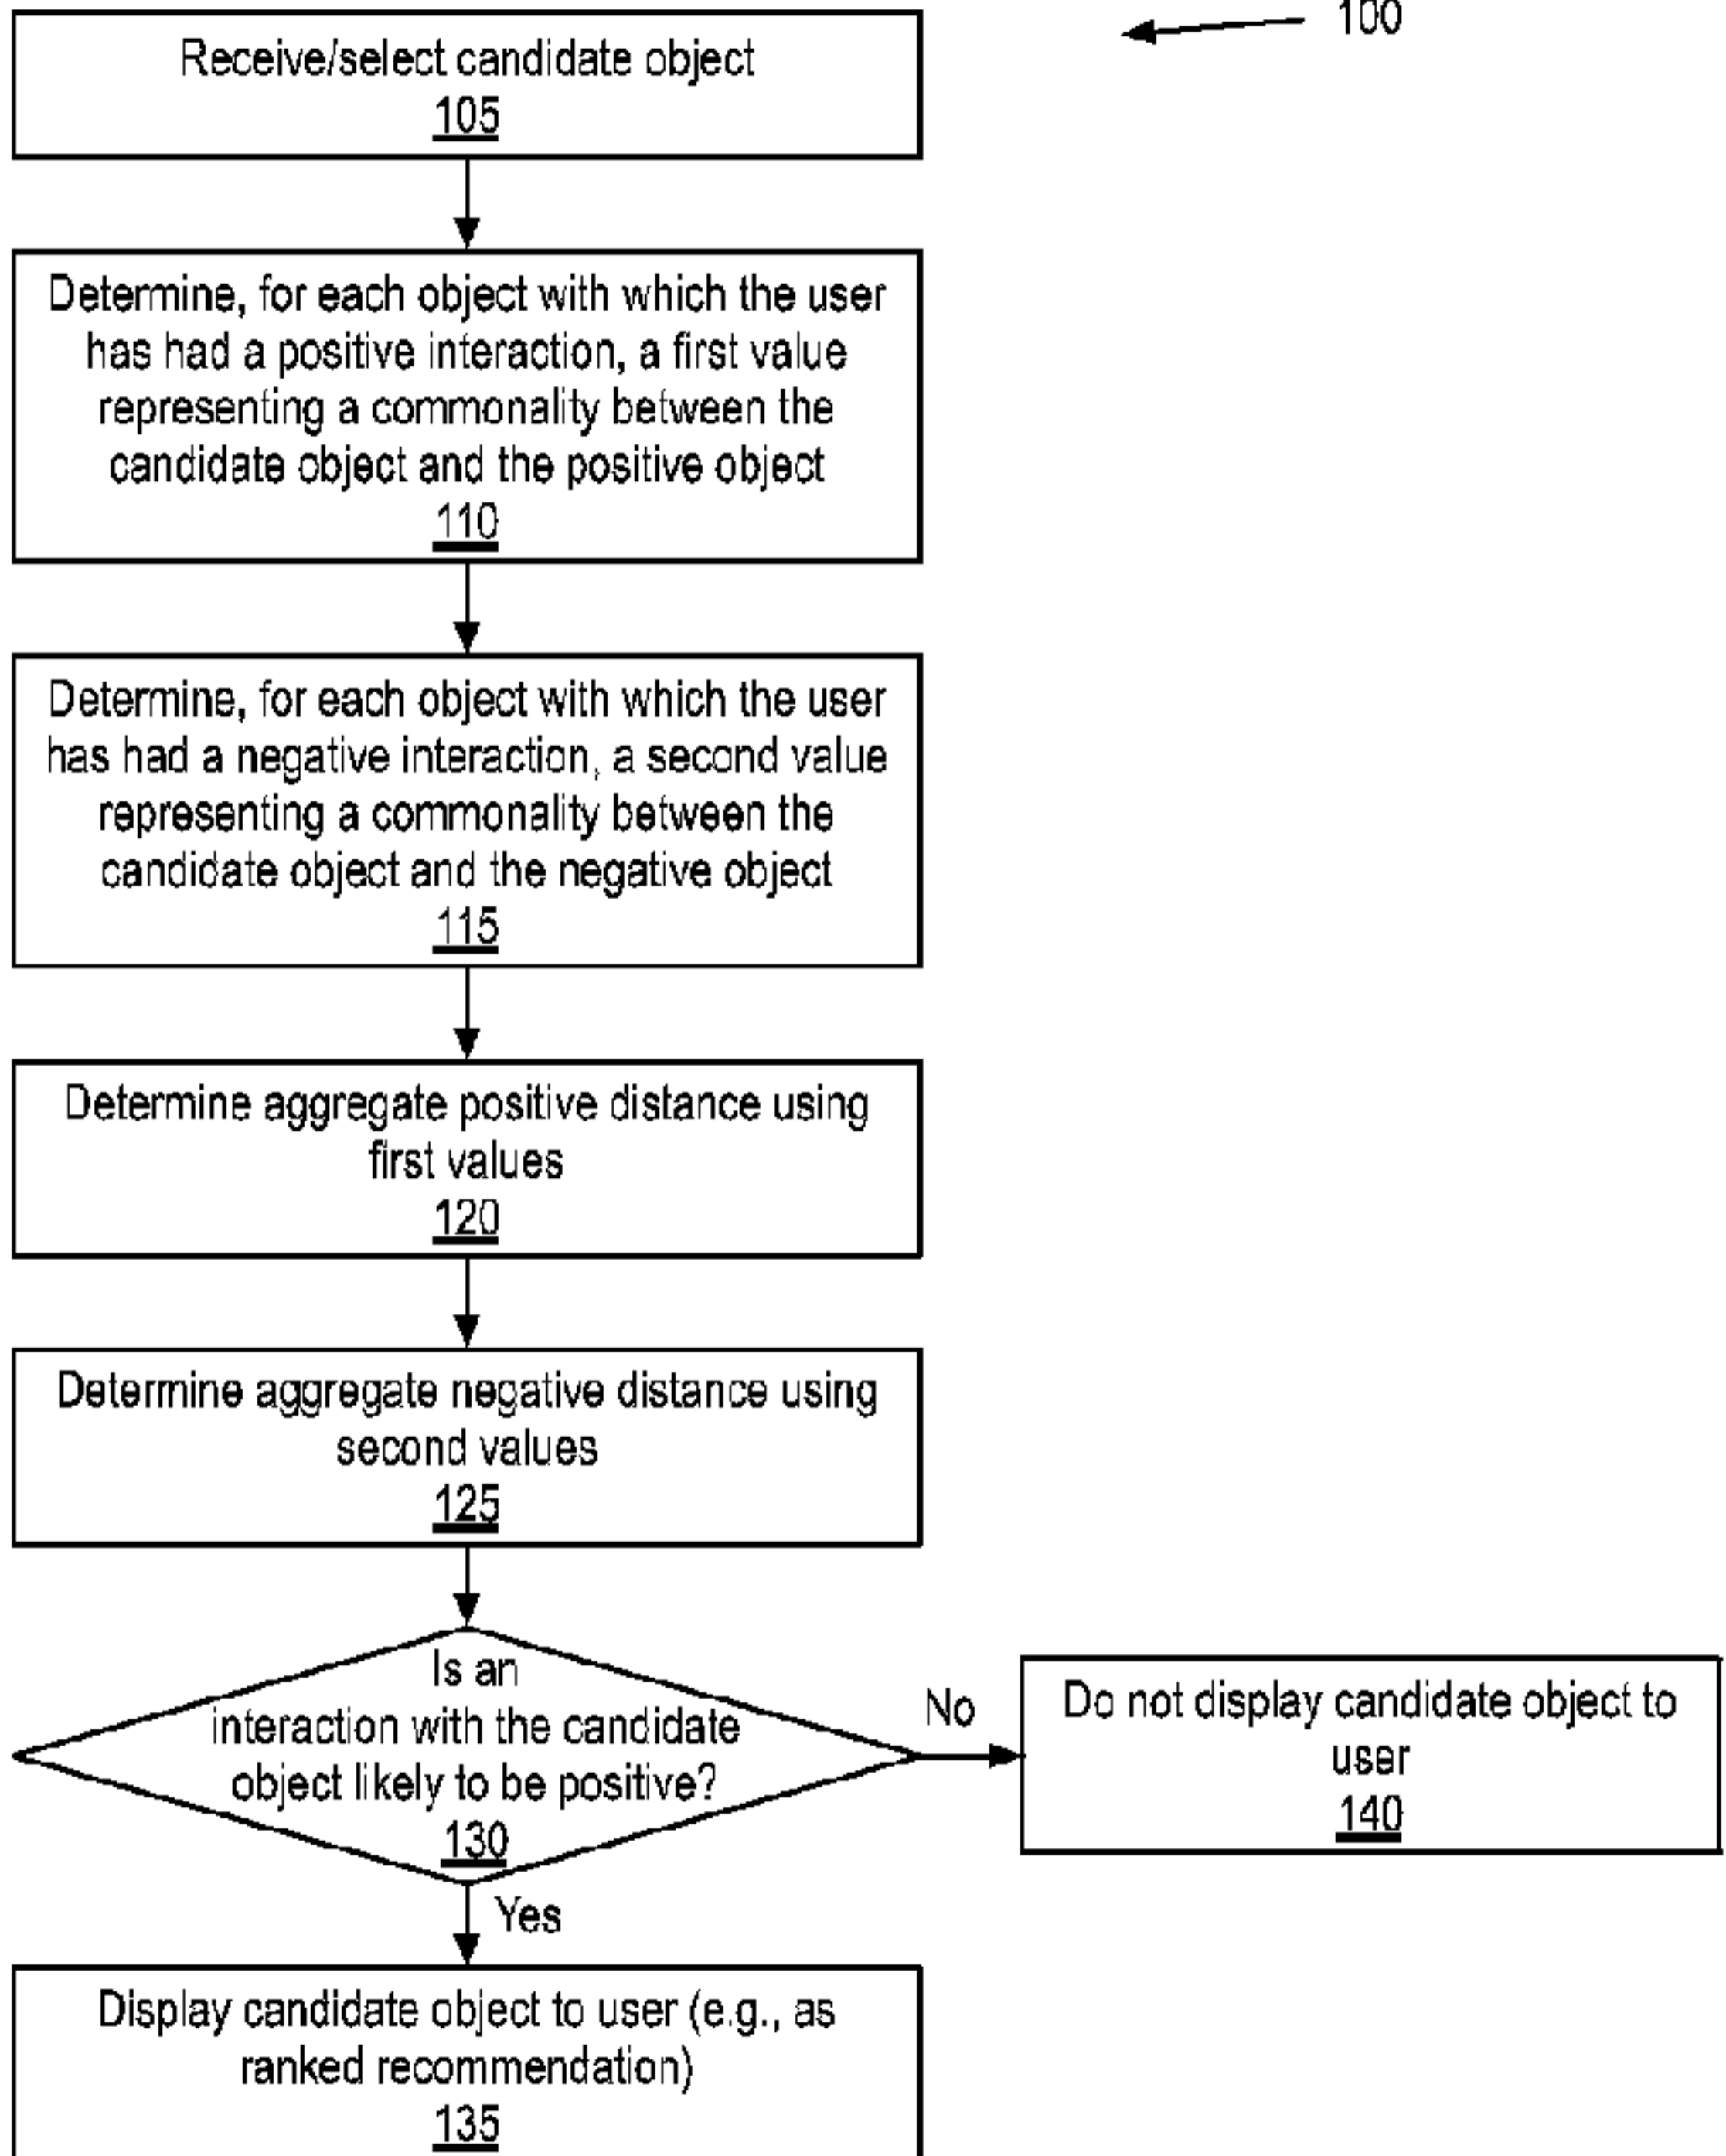 100
Receive/select candidate object
105
Determine, for each object with which the user
has had a positive interaction, a first value
representing a commonality between the
candidate object and the positive object
110
Determine, for each object with which the user
has had a negative interaction, a second value
representing a commonality between the
candidate object and the negative object
115
Determine aggregate positive distance using
first values
120
Determine aggregate negative distance using
second values
125
Is an
interaction with the candidate
object likely to be positive?
130
No
Do not display candidate object to
user
140
Yes
Display candidate object to user (e.g., as
ranked recommendation)
135